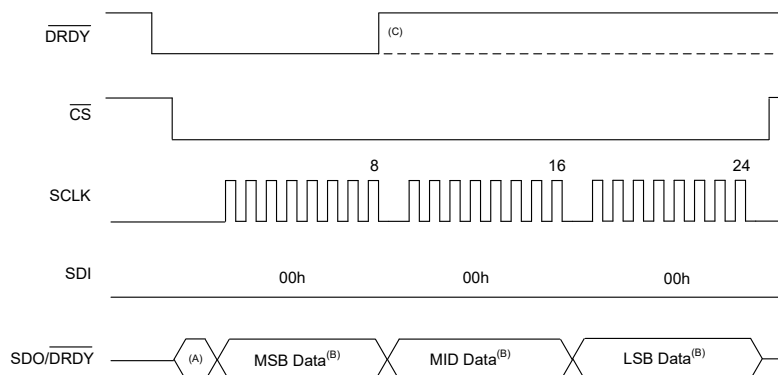 DRDY
(C)
CS
8 16 24
SCLK
SDI 00h 00h 00h
SDO/DRDY (A) MSB Data(B) MID Data(B) LSB Data(B)